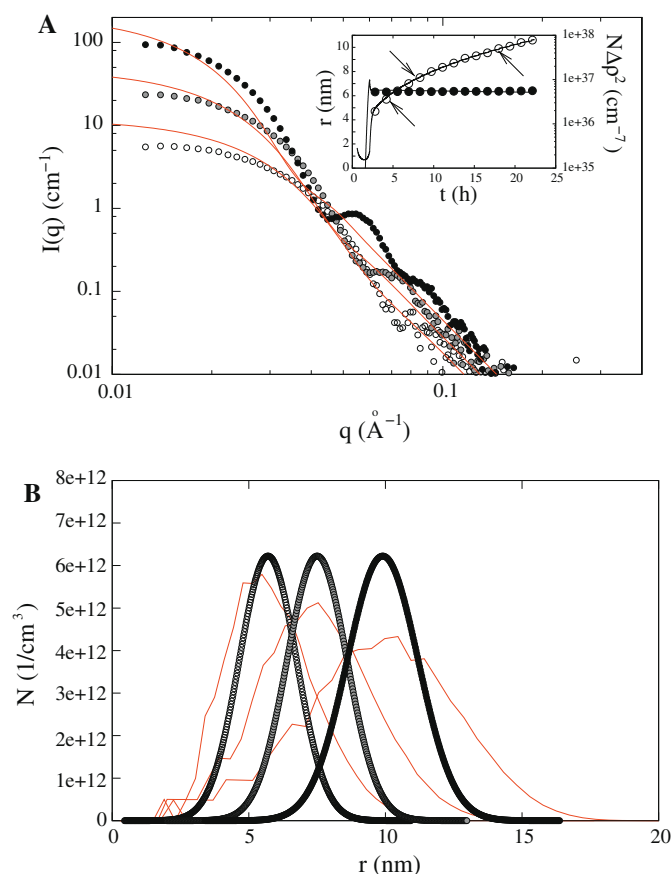 A
100
10
1
0.1
0.01
I(q) (cm⁻¹)
0.01
0.1
q (Å⁻¹)
11
10
8
6
4
2
0
r (nm)
0
5
10
15
20
25
t (h)
1e+38
1e+37
1e+36
1e+35
NΔρ² (cm⁻⁷)
B
8e+12
7e+12
6e+12
5e+12
4e+12
3e+12
2e+12
1e+12
0
N (1/cm³)
0
5
10
15
20
r (nm)